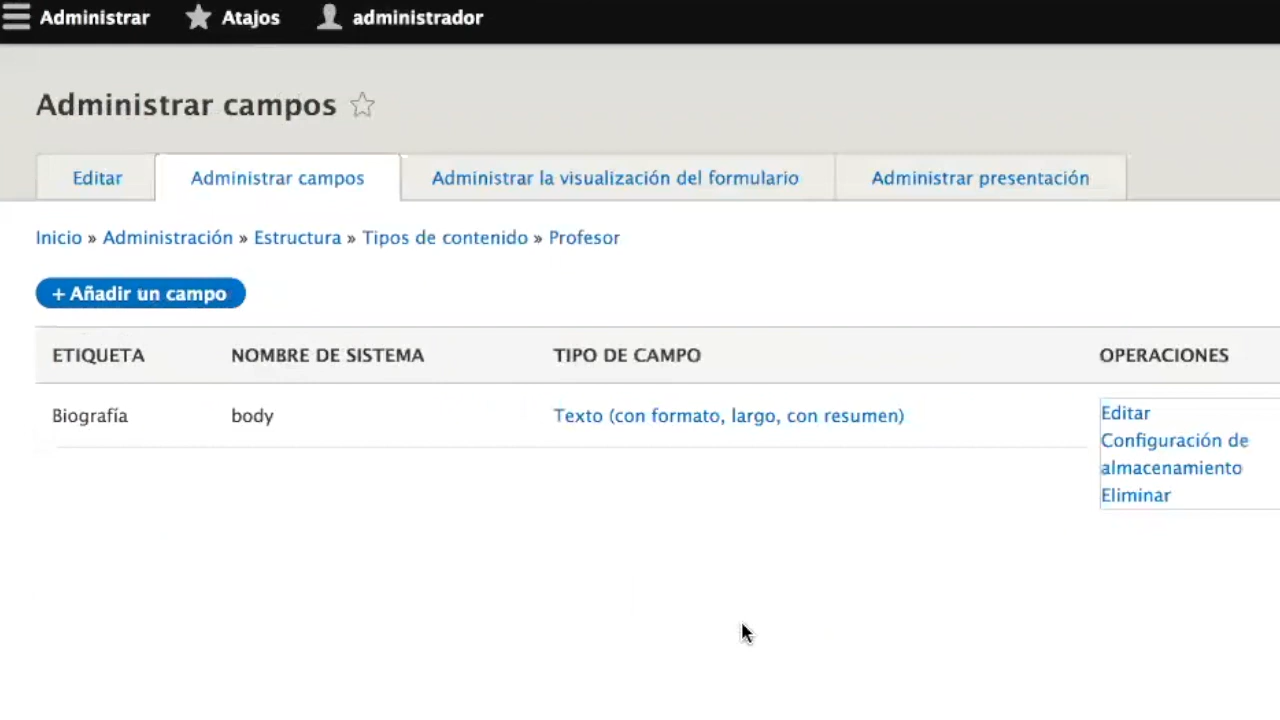 Administrar Atajos administrador
Administrar campos
Editar Administrar campos Administrar la visualización del formulario Administrar presentación
Inicio » Administración » Estructura » Tipos de contenido » Profesor
+ Añadir un campo
ETIQUETA NOMBRE DE SISTEMA TIPO DE CAMPO OPERACIONES
Biografía body Texto (con formato, largo, con resumen) Editar
Configuración de
almacenamiento
Eliminar